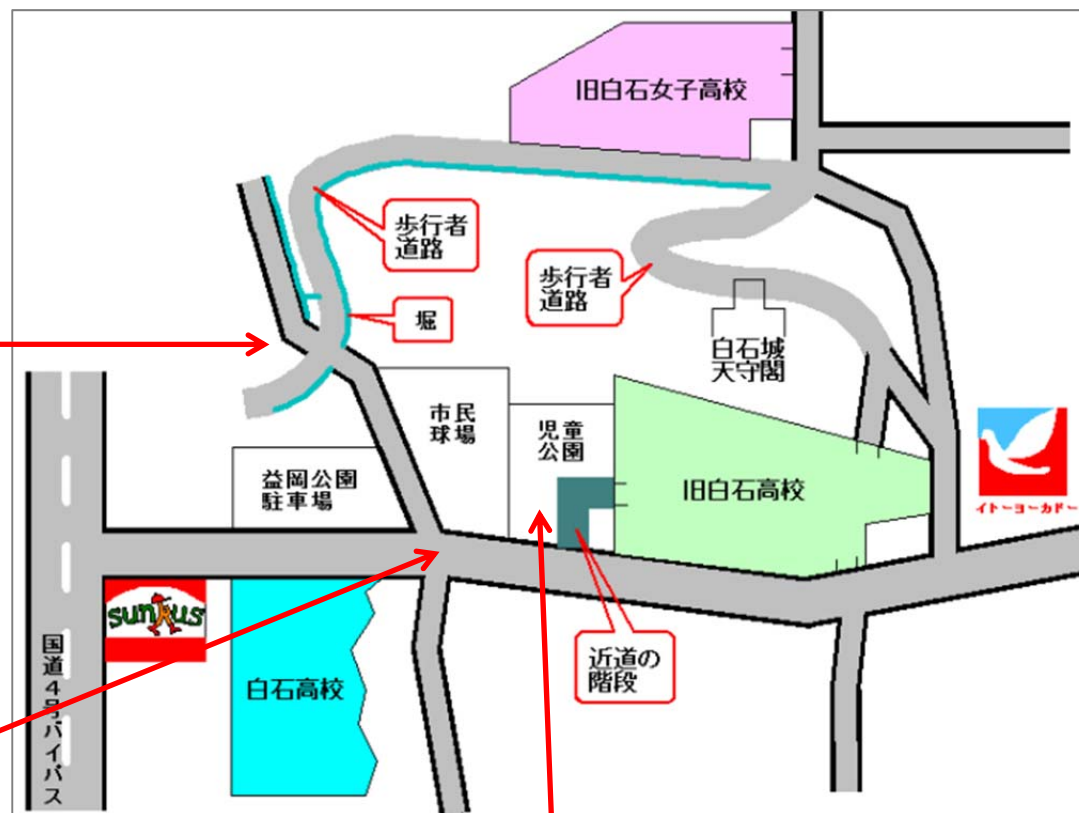 旧白石女子高校
歩行者
道路
歩行者
道路
堀
白石城
天守閣
市民
球場
児童
公園
益岡公園
駐車場
旧白石高校
イトーヨーカドー
sunkus
国道4号バイパス
白石高校
近道の
階段